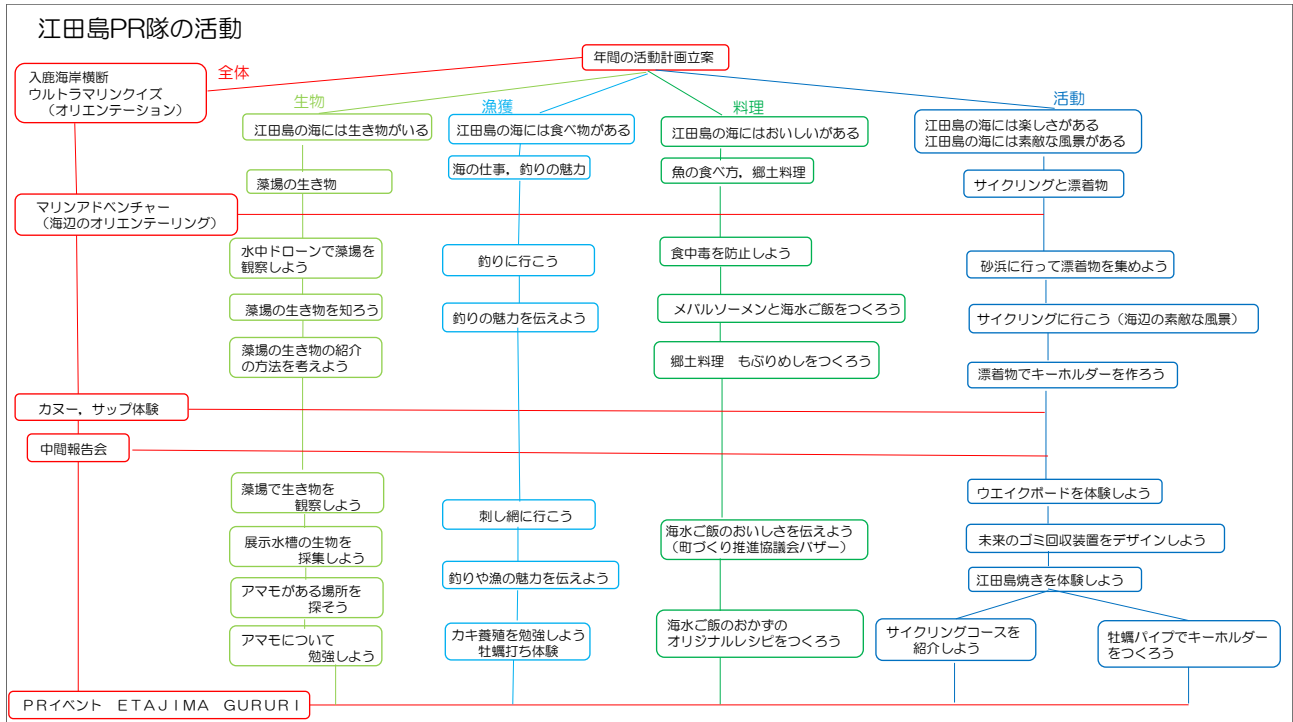 江田島PR隊の活動
年間の活動計画立案
全体
入鹿海岸横断
ウルトラマリンクイズ
（オリエンテーション）
マリンアドベンチャー
（海辺のオリエンテーリング）
カヌー，サップ体験
中間報告会
PRイベント ETAJIMA GURURI
生物
江田島の海には生き物がいる
藻場の生き物
水中ドローンで藻場を
観察しよう
藻場の生き物を知ろう
藻場の生き物の紹介
の方法を考えよう
藻場で生き物を
観察しよう
展示水槽の生物を
採集しよう
アマモがある場所を
探そう
アマモについて
勉強しよう
漁獲
江田島の海には食べ物がある
海の仕事，釣りの魅力
釣りに行こう
釣りの魅力を伝えよう
刺し網に行こう
釣りや漁の魅力を伝えよう
カキ養殖を勉強しよう
牡蠣打ち体験
料理
江田島の海にはおいしいがある
魚の食べ方，郷土料理
食中毒を防止しよう
メバルソーメンと海水ご飯をつくろう
郷土料理 もぶりめしをつくろう
海水ご飯のおいしさを伝えよう
（町づくり推進協議会バザー）
海水ご飯のおかずの
オリジナルレシピをつくろう
活動
江田島の海には楽しさがある
江田島の海には素敵な風景がある
サイクリングと漂着物
砂浜に行って漂着物を集めよう
サイクリングに行こう（海辺の素敵な風景）
漂着物でキーホルダーを作ろう
ウエイクボードを体験しよう
未来のゴミ回収装置をデザインしよう
江田島焼きを体験しよう
サイクリングコースを
紹介しよう
牡蠣パイプでキーホルダー
をつくろう